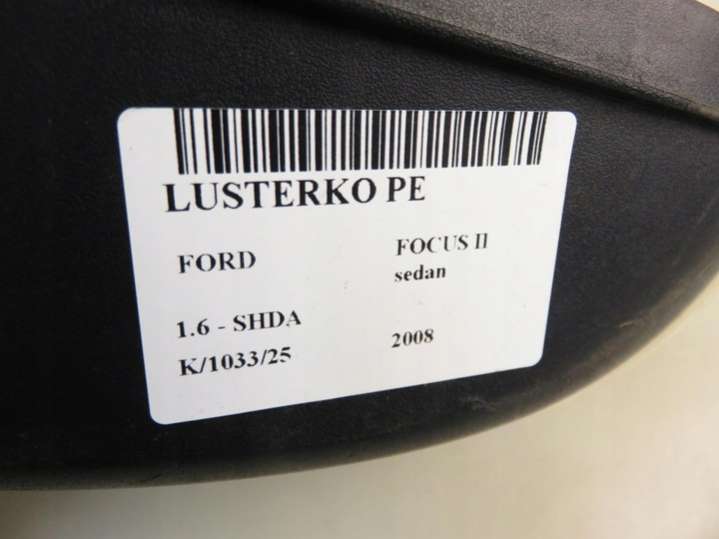 LUSTERKO PE
FORD
FOCUS II
sedan
1.6 - SHDA
2008
K/1033/25